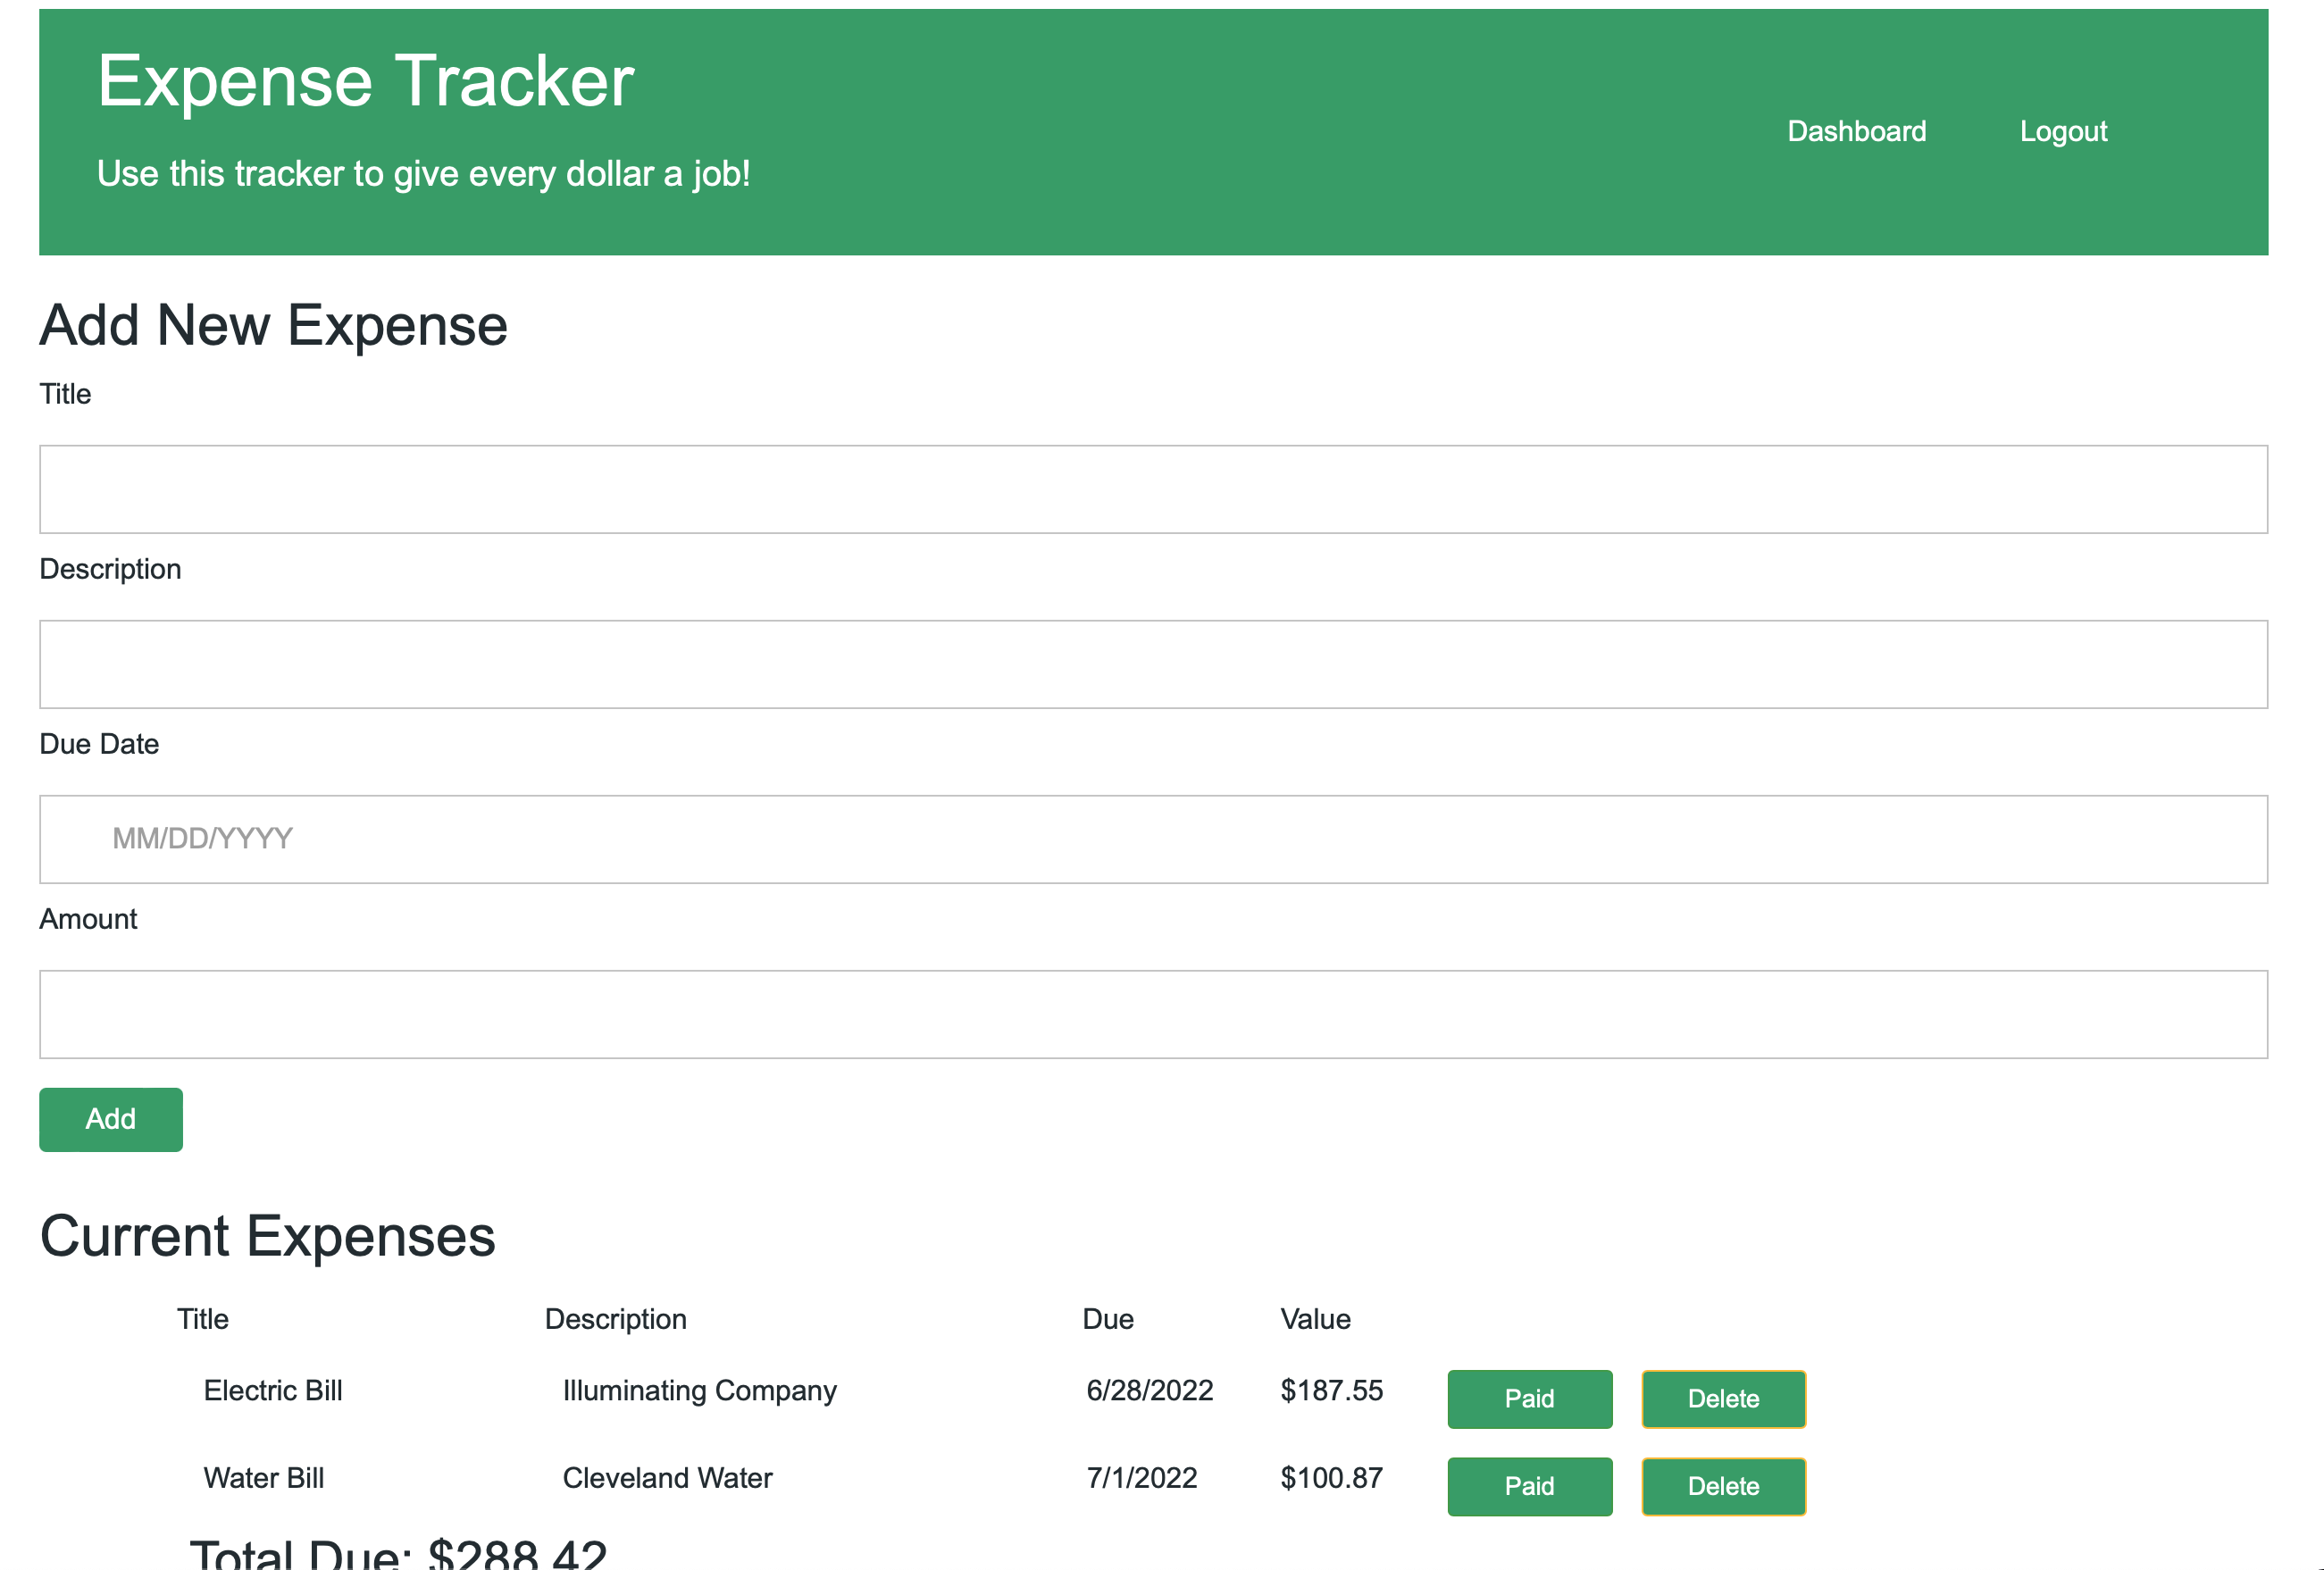 Expense Tracker
Use this tracker to give every dollar a job!
Dashboard Logout
Add New Expense
Title
Description
Due Date
MM/DD/YYYY
Amount
Add
Current Expenses
Title Description Due Value
Electric Bill Illuminating Company 6/28/2022 $187.55 Paid Delete
Water Bill Cleveland Water 7/1/2022 $100.87 Paid Delete
Total Due: $288.42